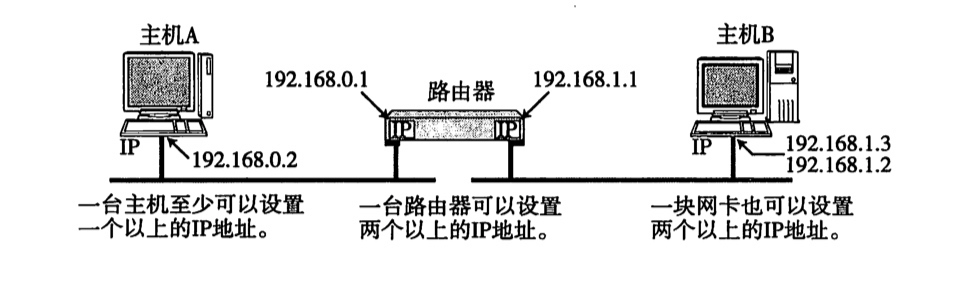 主机A
主机B
192.168.0.1
路由器
192.168.1.1
IP
IP
IP
192.168.0.2
IP
192.168.1.3
192.168.1.2
一台主机至少可以设置
一个以上的IP地址。
一台路由器可以设置
两个以上的IP地址。
一块网卡也可以设置
两个以上的IP地址。